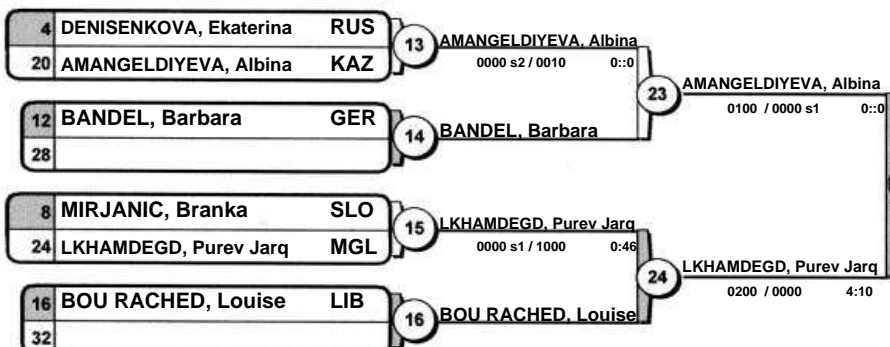 4 DENISENKOVA, Ekaterina RUS
20 AMANGELDIYEVA, Albina KAZ
13
AMANGELDIYEVA, Albina
0000 s2 / 0010 0::0
12 BANDEL, Barbara GER
28
14
BANDEL, Barbara
23
AMANGELDIYEVA, Albina
0100 / 0000 s1 0::0
8 MIRJANIC, Branka SLO
24 LKHAMDEGD, Purev Jarq MGL
15
LKHAMDEGD, Purev Jarq
0000 s1 / 1000 0:46
16 BOU RACHED, Louise LIB
32
16
BOU RACHED, Louise
24
LKHAMDEGD, Purev Jarq
0200 / 0000 4:10